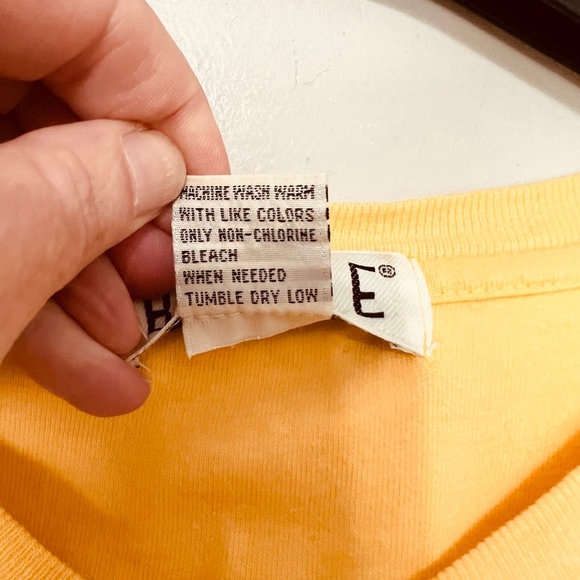 MACHINE WASH WARM
WITH LIKE COLORS
ONLY NON-CHLORINE
BLEACH
WHEN NEEDED
TUMBLE DRY LOW
E®